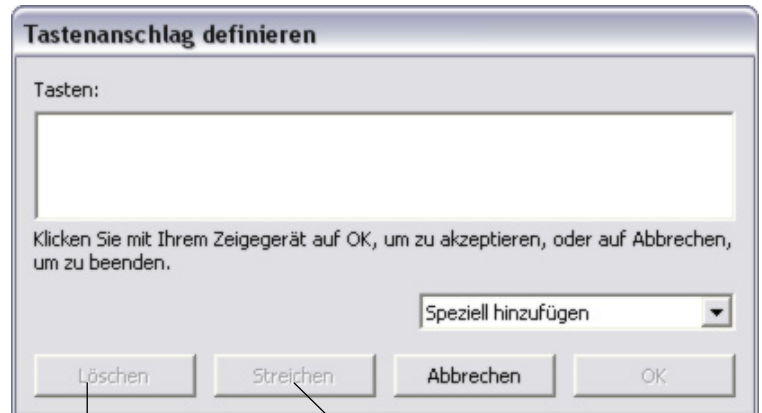 Tastenanschlag definieren
Tasten:
Klicken Sie mit Ihrem Zeigegerät auf OK, um zu akzeptieren, oder auf Abbrechen,
um zu beenden.
Speziell hinzufügen
Löschen Streichen Abbrechen OK